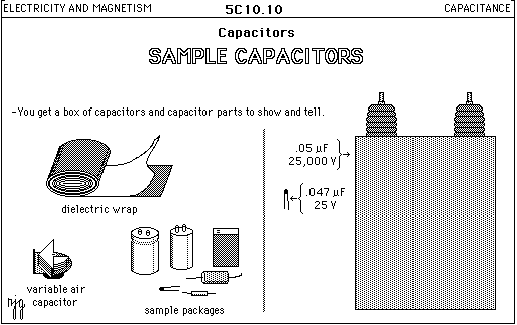 ELECTRICITY AND MAGNETISM
5C10.10
CAPACITANCE
Capacitors
SAMPLE CAPACITORS
-You get a box of capacitors and capacitor parts to show and tell.
.05 µF
25,000 V
.047 µF
25 V
dielectric wrap
variable air
capacitor
sample packages